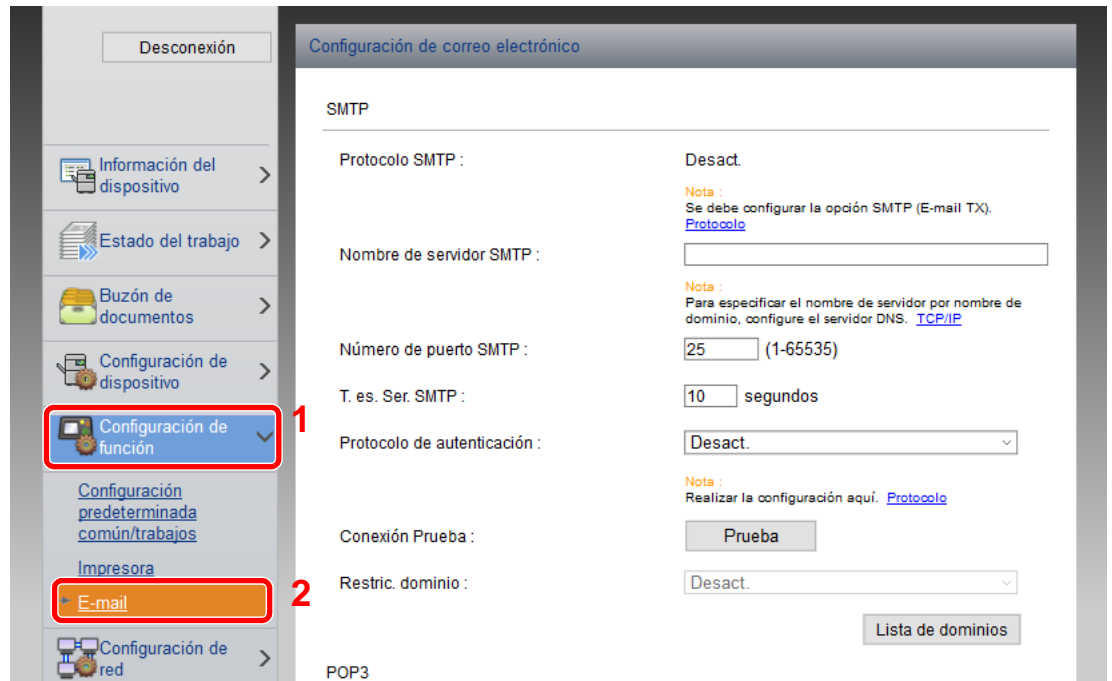 Desconexión
Información del
dispositivo
Estado del trabajo
Buzón de
documentos
Configuración de
dispositivo
Configuración de
función
1
Configuración
predeterminada
común/trabajos
Impresora
E-mail
2
Configuración de
red
Configuración de correo electrónico
SMTP
Protocolo SMTP :
Desact.
Nota :
Se debe configurar la opción SMTP (E-mail TX).
Protocolo
Nombre de servidor SMTP :
Nota :
Para especificar el nombre de servidor por nombre de
dominio, configure el servidor DNS. TCP/IP
Número de puerto SMTP :
25 (1-65535)
T. es. Ser. SMTP :
10 segundos
Protocolo de autenticación :
Desact.
Nota :
Realizar la configuración aquí. Protocolo
Conexión Prueba :
Prueba
Restric. dominio :
Desact.
Lista de dominios
POP3